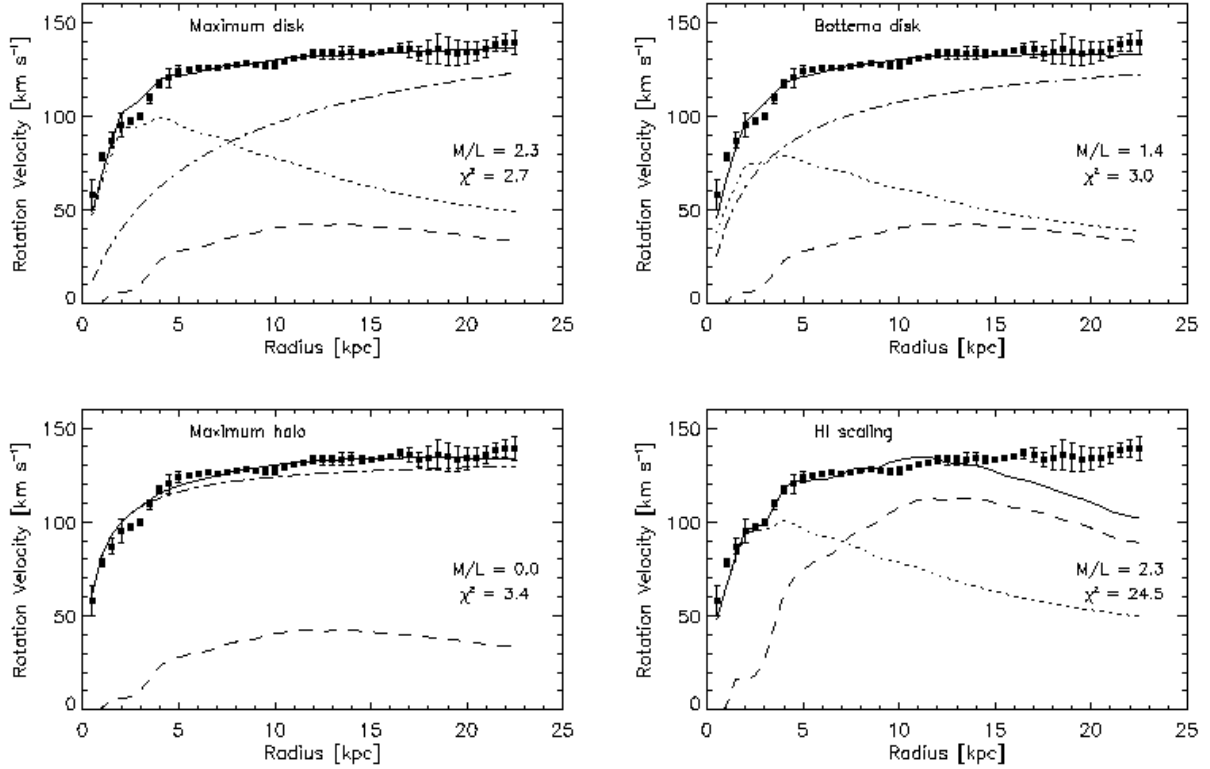 Maximum disk
150
100
50
0
Rotation Velocity [km s⁻¹]
M/L = 2.3
χ² = 2.7
0 5 10 15 20 25
Radius [kpc]
Bottema disk
150
100
50
0
Rotation Velocity [km s⁻¹]
M/L = 1.4
χ² = 3.0
0 5 10 15 20 25
Radius [kpc]
Maximum halo
150
100
50
0
Rotation Velocity [km s⁻¹]
M/L = 0.0
χ² = 3.4
0 5 10 15 20 25
Radius [kpc]
HI scaling
150
100
50
0
Rotation Velocity [km s⁻¹]
M/L = 2.3
χ² = 24.5
0 5 10 15 20 25
Radius [kpc]